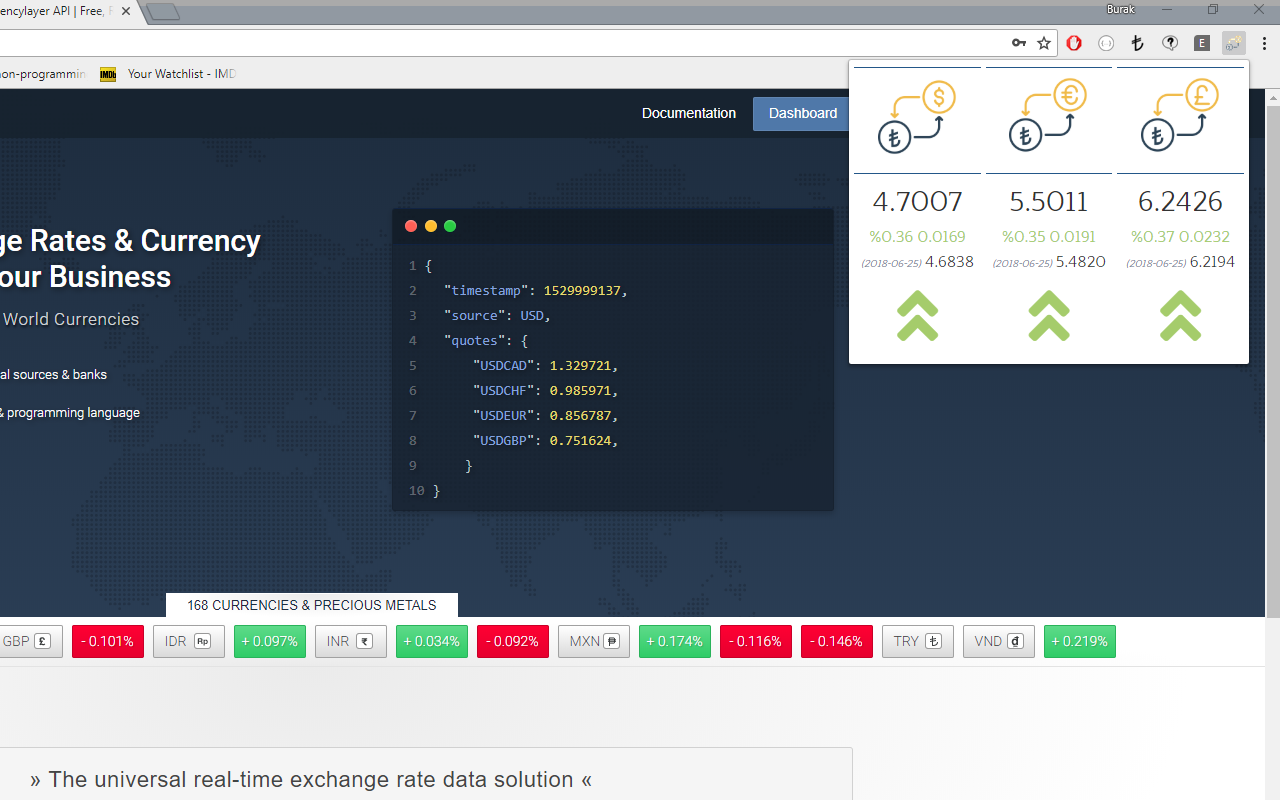 encylayer API | Free,
Burak
E
non-programmin
IMDb
Your Watchlist - IMD
Documentation
Dashboard
$ ₺
€ ₺
£ ₺
4.7007 5.5011 6.2426
%0.36 0.0169 %0.35 0.0191 %0.37 0.0232
(2018-06-25) 4.6838 (2018-06-25) 5.4820 (2018-06-25) 6.2194
ge Rates & Currency
our Business
World Currencies
al sources & banks
& programming language
1 {
2 "timestamp": 1529999137,
3 "source": USD,
4 "quotes": {
5 "USDCAD": 1.329721,
6 "USDCHF": 0.985971,
7 "USDEUR": 0.856787,
8 "USDGBP": 0.751624,
9 }
10 }
168 CURRENCIES & PRECIOUS METALS
GBP £ - 0.101% IDR Rp + 0.097% INR ₹ + 0.034% - 0.092% MXN ₱ + 0.174% - 0.116% - 0.146% TRY ₺ VND ₫ + 0.219%
» The universal real-time exchange rate data solution «